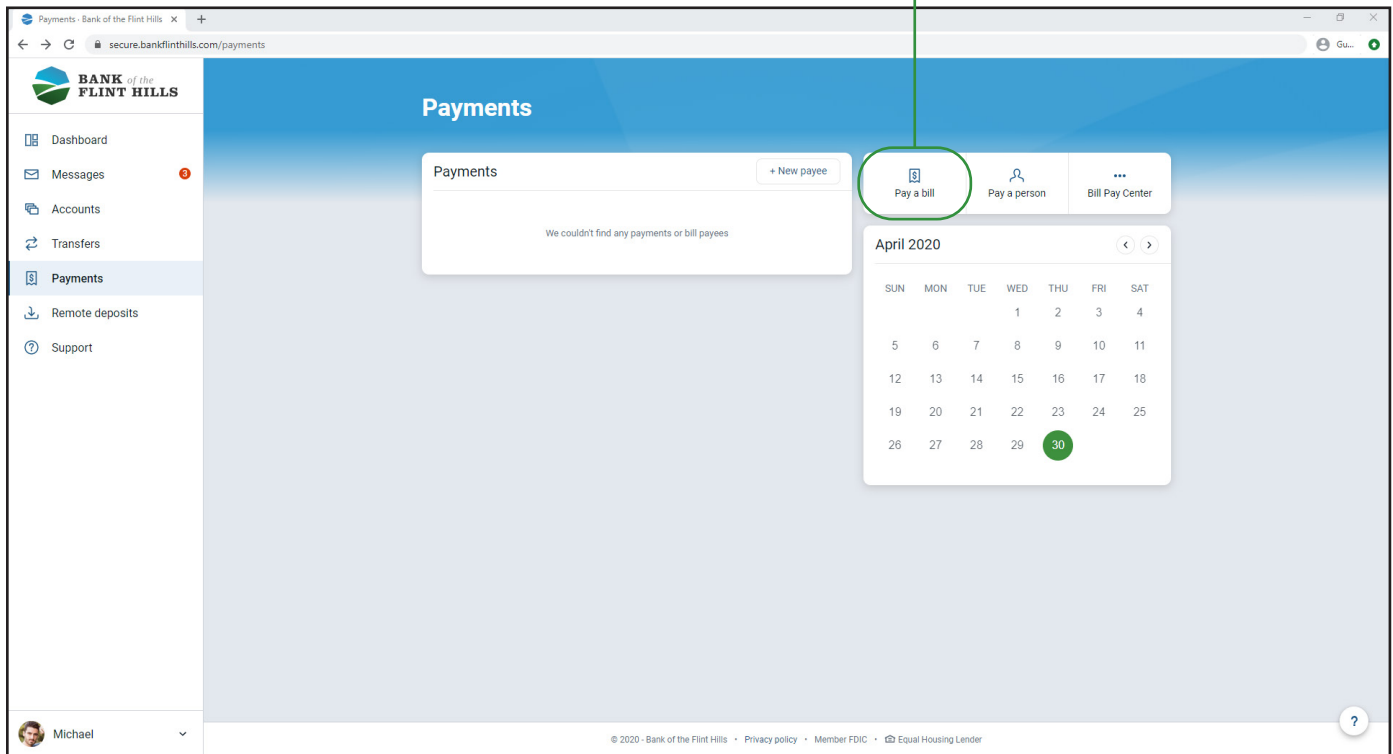 Payments · Bank of the Flint Hills
secure.bankflinthills.com/payments
Gu...
BANK of the
FLINT HILLS
Dashboard
Messages 3
Accounts
Transfers
Payments
Remote deposits
Support
Michael
Payments
Payments
+ New payee
We couldn't find any payments or bill payees
Pay a bill
Pay a person
Bill Pay Center
April 2020
SUN MON TUE WED THU FRI SAT
1 2 3 4
5 6 7 8 9 10 11
12 13 14 15 16 17 18
19 20 21 22 23 24 25
26 27 28 29 30
?
© 2020 - Bank of the Flint Hills • Privacy policy • Member FDIC • Equal Housing Lender